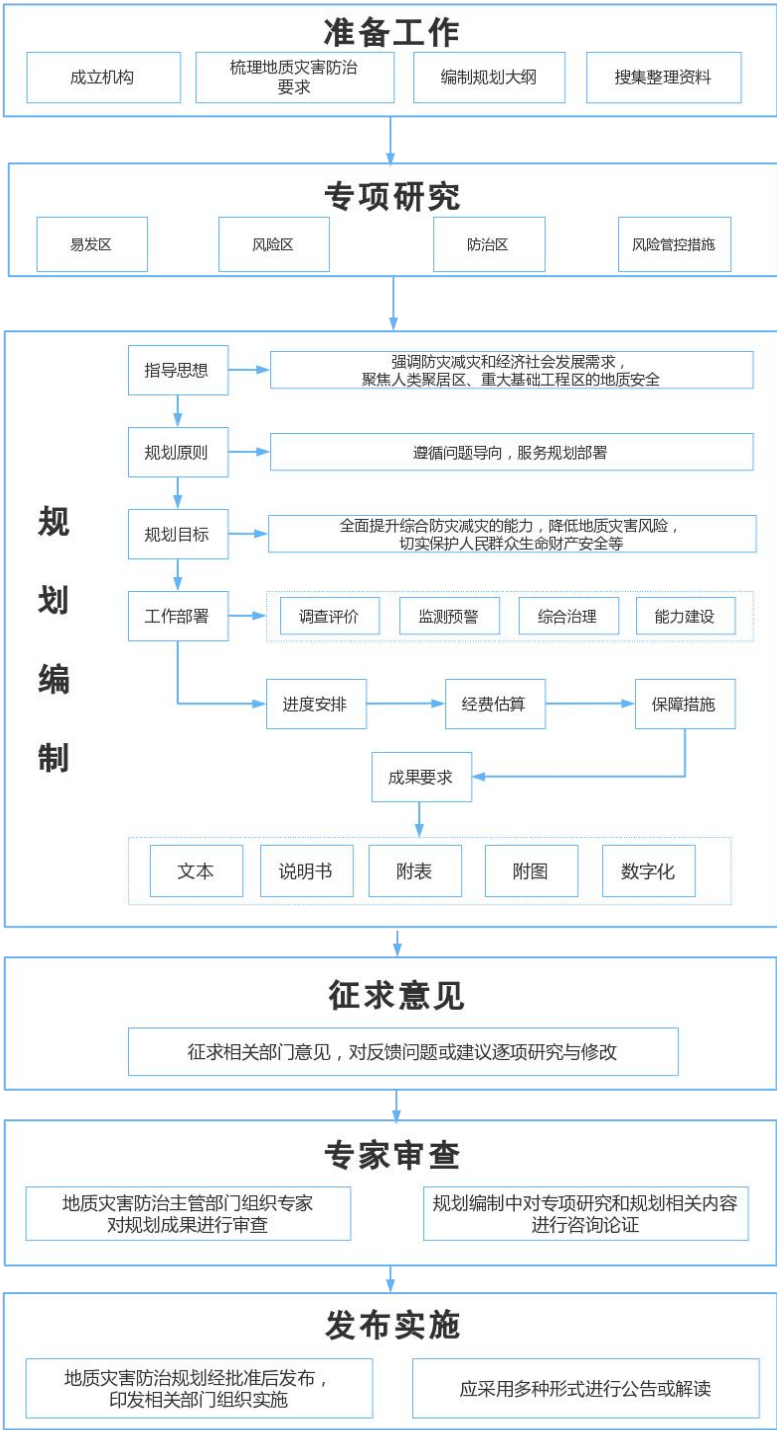 准备工作
成立机构
梳理地质灾害防治
要求
编制规划大纲
搜集整理资料
专项研究
易发区
风险区
防治区
风险管控措施
规划编制
指导思想
强调防灾减灾和经济社会发展需求，
聚焦人类聚居区、重大基础工程区的地质安全
规划原则
遵循问题导向，服务规划部署
规划目标
全面提升综合防灾减灾的能力，降低地质灾害风险，
切实保护人民群众生命财产安全等
工作部署
调查评价
监测预警
综合治理
能力建设
进度安排
经费估算
保障措施
成果要求
文本
说明书
附表
附图
数字化
征求意见
征求相关部门意见，对反馈问题或建议逐项研究与修改
专家审查
地质灾害防治主管部门组织专家
对规划成果进行审查
规划编制中对专项研究和规划相关内容
进行咨询论证
发布实施
地质灾害防治规划经批准后发布，
印发相关部门组织实施
应采用多种形式进行公告或解读